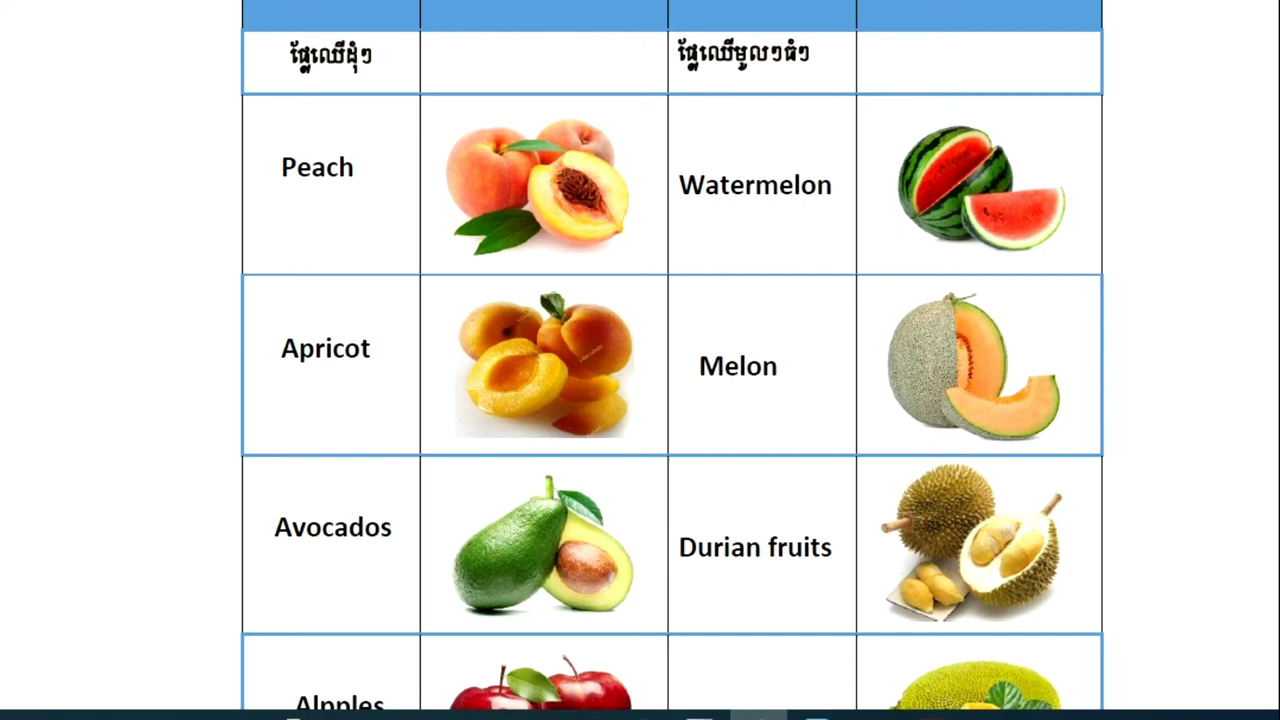 ផ្លែឈើដុំៗ
ផ្លែឈើមូលៗធំៗ
Peach
Watermelon
Apricot
Melon
Avocados
Durian fruits
Alpples